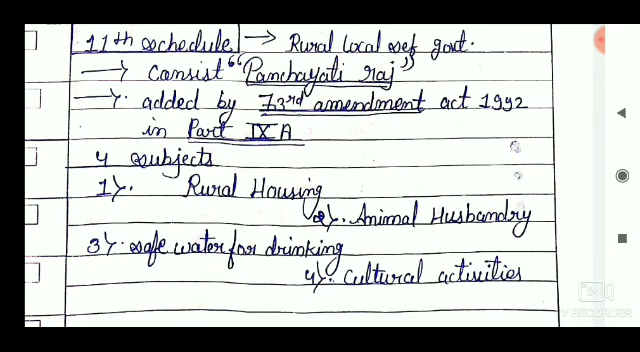 11th schedule → Rural local self govt.
→ Consist "Panchayati raj"
→ added by 73rd amendment act 1992
in Part IX A
4 subjects
1). Rural Housing
2). Animal Husbandry
3). safe water for drinking
4). Cultural activities
V RECORDER